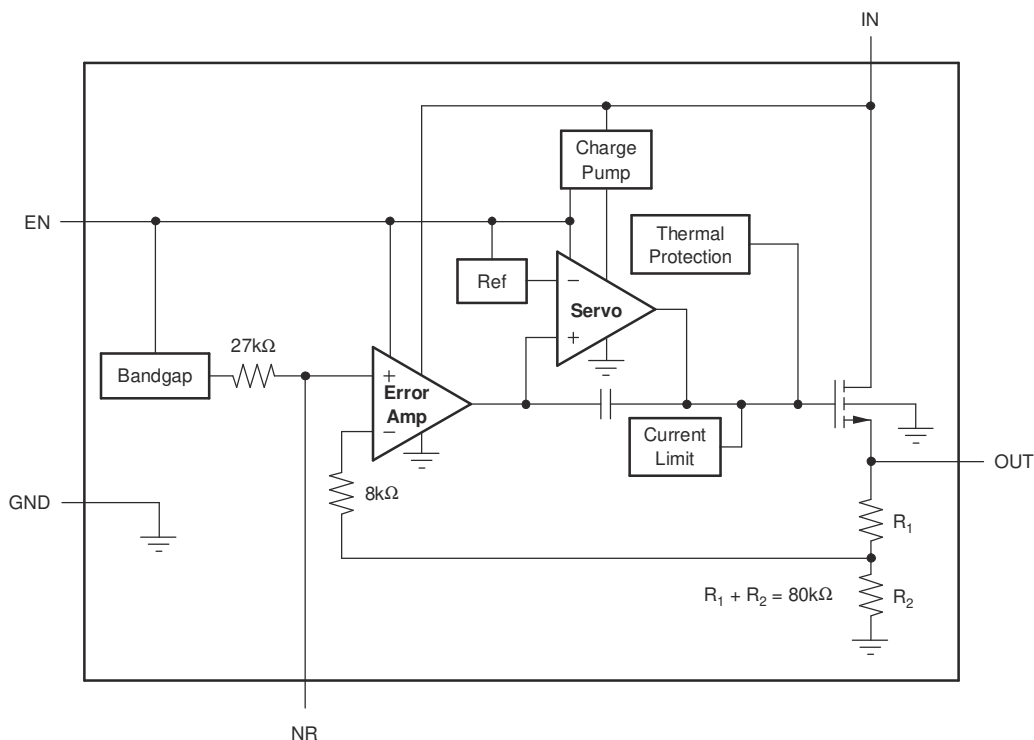 IN
Charge
Pump
EN
Thermal
Protection
Ref
−
Servo
+
27kΩ
Bandgap
+
Error
Amp
−
Current
Limit
OUT
8kΩ
GND
R1
R1 + R2 = 80kΩ
R2
NR